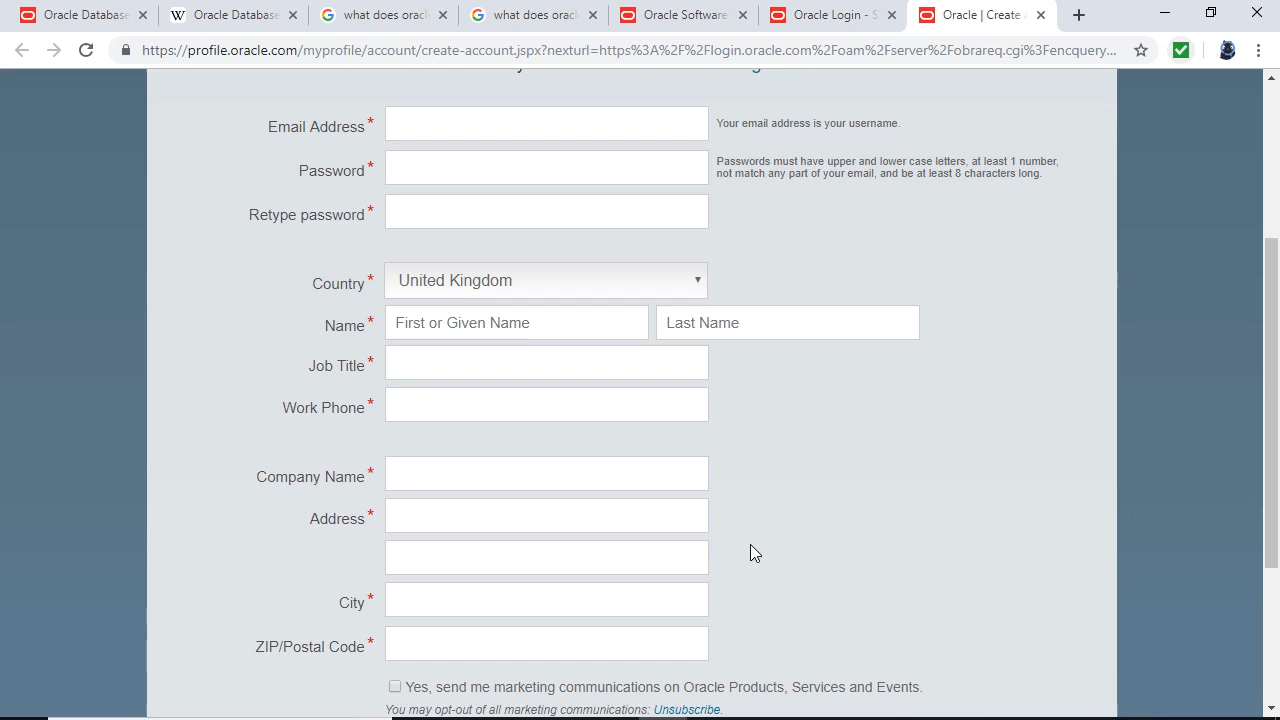 Oracle Database
Oracle Database
what does oracl
what does oracl
Oracle Software
Oracle Login - S
Oracle | Create A
https://profile.oracle.com/myprofile/account/create-account.jspx?nexturl=https%3A%2F%2Flogin.oracle.com%2Foam%2Fserver%2Fobrareq.cgi%3Fencquery...
Email Address*
Your email address is your username.
Password*
Passwords must have upper and lower case letters, at least 1 number,
not match any part of your email, and be at least 8 characters long.
Retype password*
Country*
United Kingdom
Name*
First or Given Name
Last Name
Job Title*
Work Phone*
Company Name*
Address*
City*
ZIP/Postal Code*
Yes, send me marketing communications on Oracle Products, Services and Events.
You may opt-out of all marketing communications: Unsubscribe.